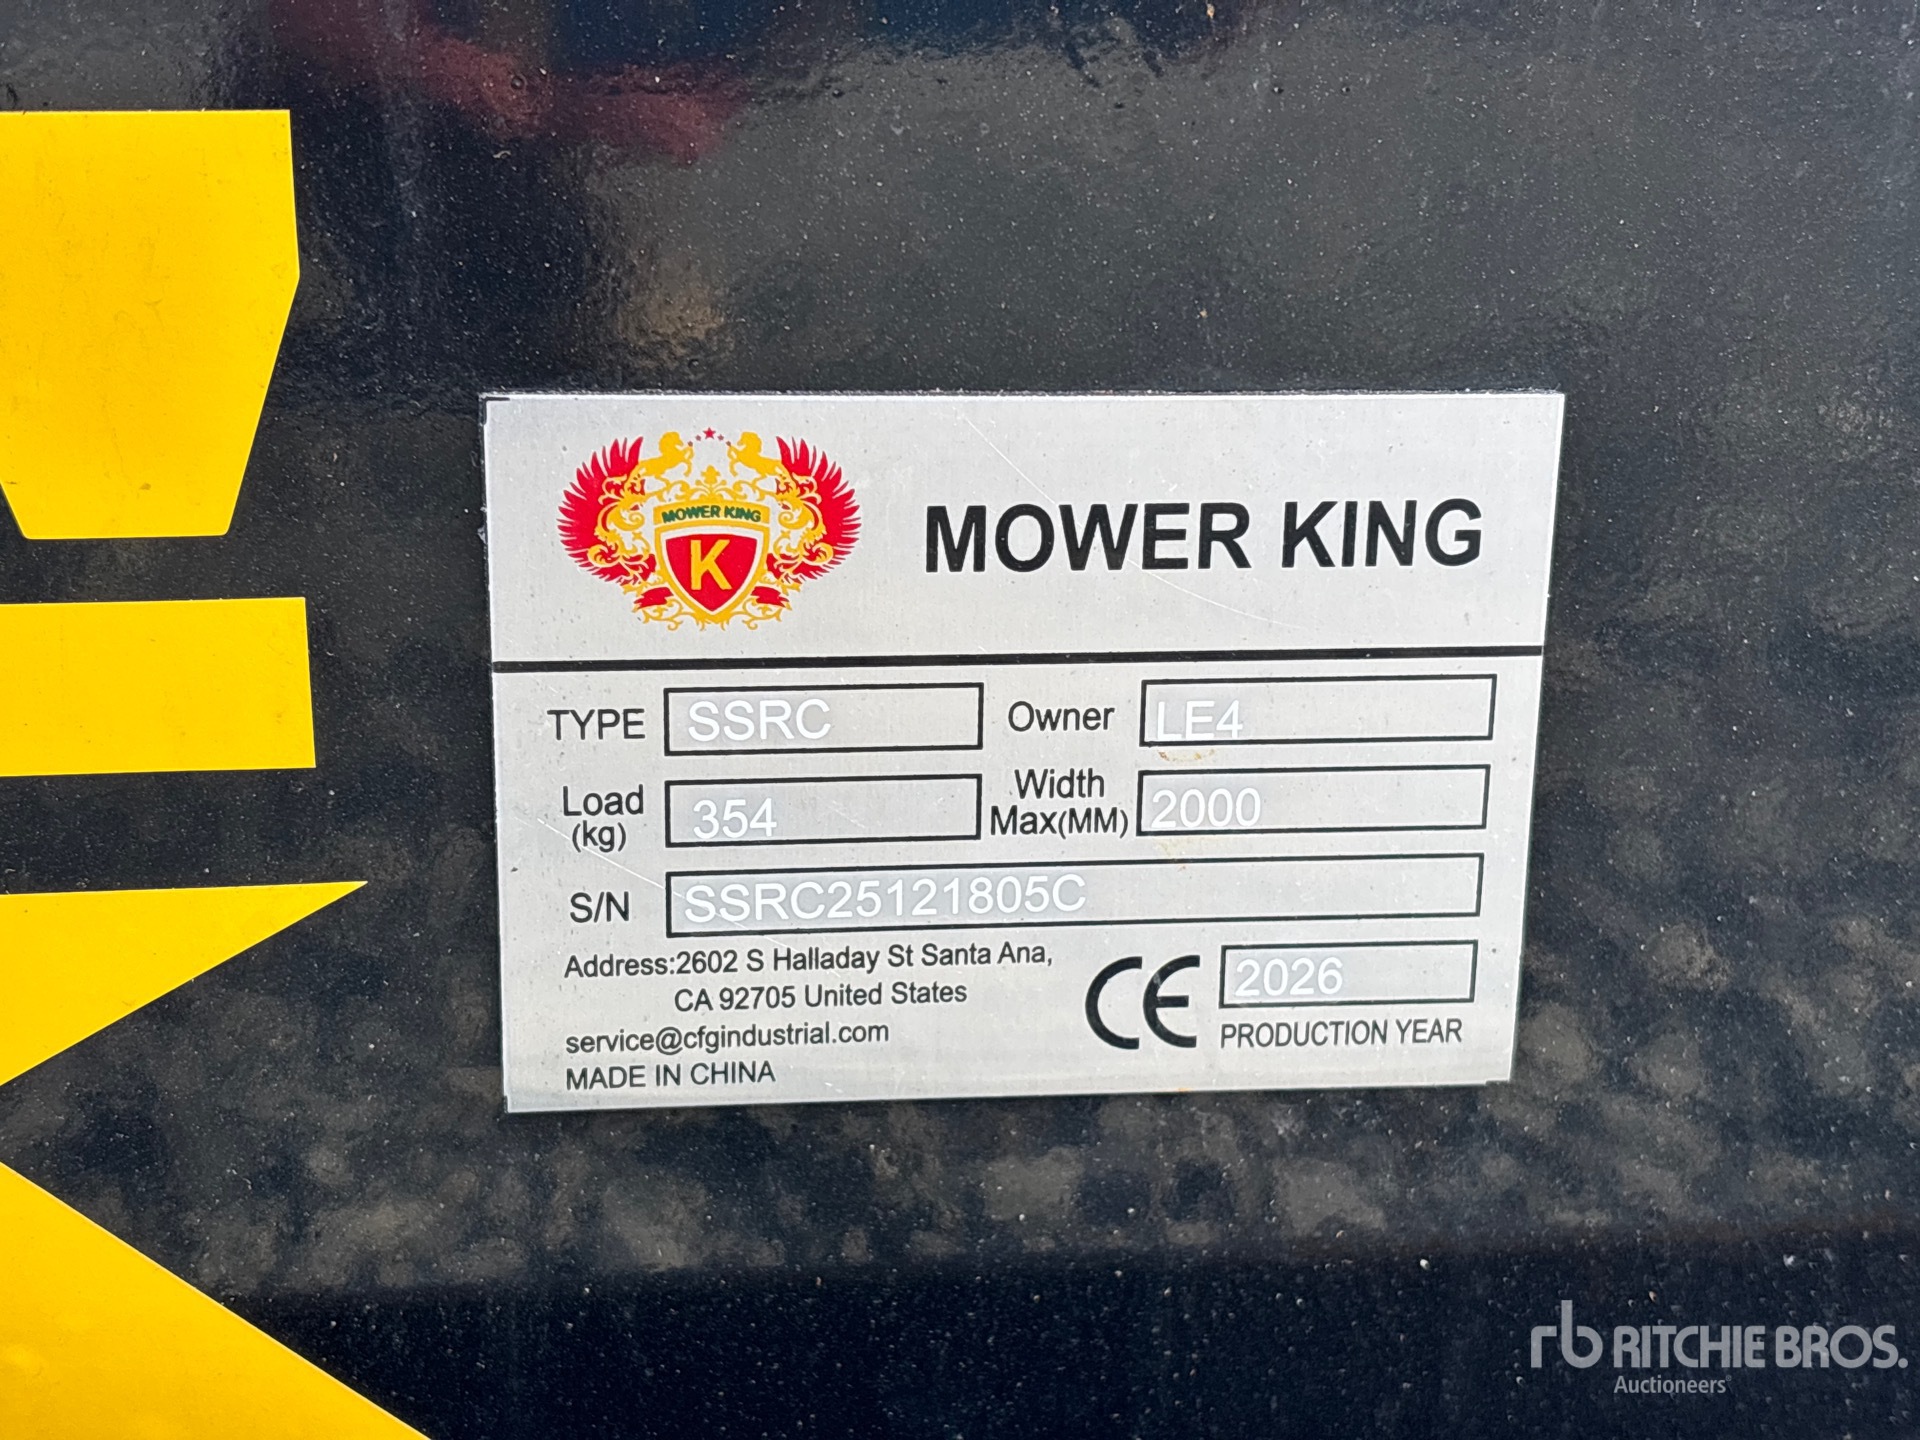 MOWER KING
K
MOWER KING
TYPE SSRC Owner LE4
Load (kg) 354 Width Max(MM) 2000
S/N SSRC25121805C
Address:2602 S Halladay St Santa Ana,
CA 92705 United States
service@cfgindustrial.com
MADE IN CHINA
CE 2026
PRODUCTION YEAR
rb RITCHIE BROS.
Auctioneers